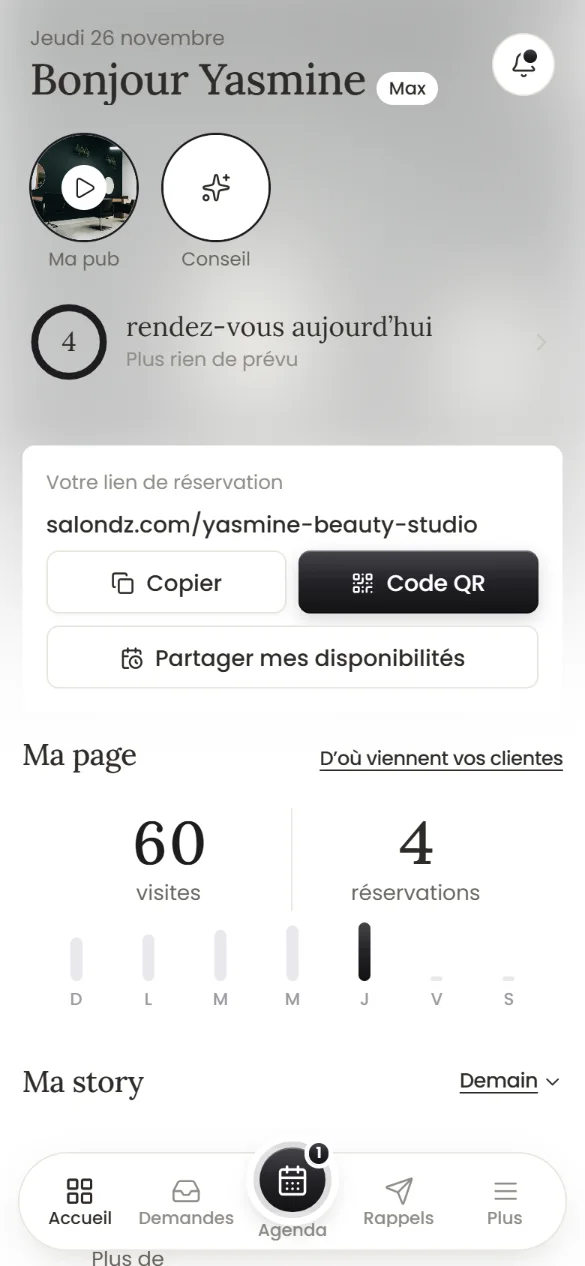 Jeudi 26 novembre
Bonjour Yasmine Max
Ma pub
Conseil
4
rendez-vous aujourd’hui
Plus rien de prévu
Votre lien de réservation
salondz.com/yasmine-beauty-studio
Copier
Code QR
Partager mes disponibilités
Ma page
D’où viennent vos clientes
60
visites
4
réservations
D L M M J V S
Ma story
Demain
1
Accueil
Demandes
Agenda
Rappels
Plus
Plus de